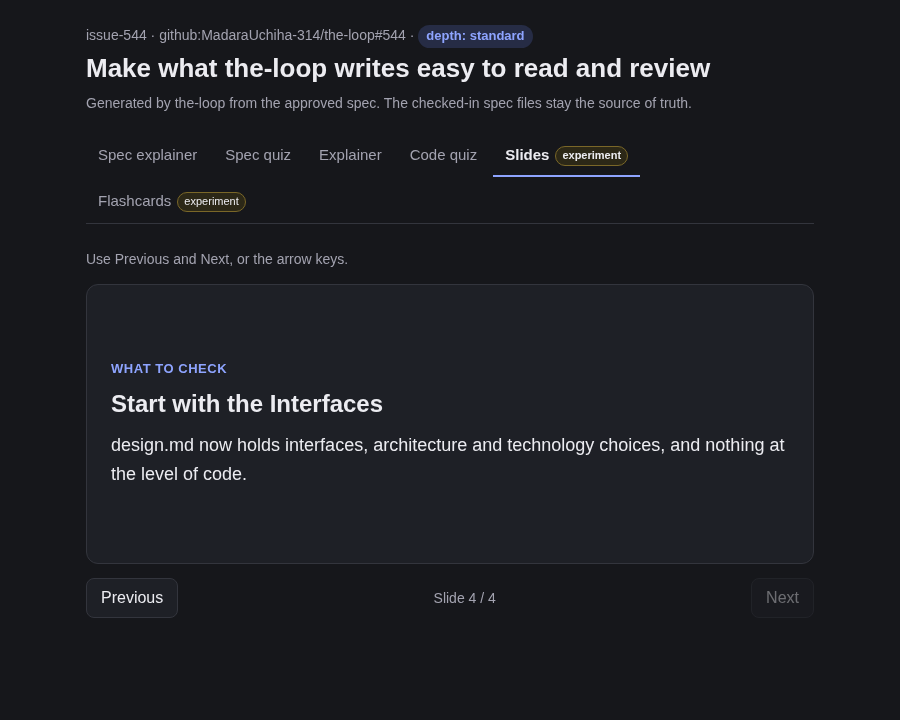 issue-544 · github:MadaraUchiha-314/the-loop#544 · depth: standard
Make what the-loop writes easy to read and review
Generated by the-loop from the approved spec. The checked-in spec files stay the source of truth.
Spec explainer Spec quiz Explainer Code quiz Slides experiment
Flashcards experiment
Use Previous and Next, or the arrow keys.
WHAT TO CHECK
Start with the Interfaces
design.md now holds interfaces, architecture and technology choices, and nothing at
the level of code.
Previous Slide 4 / 4 Next